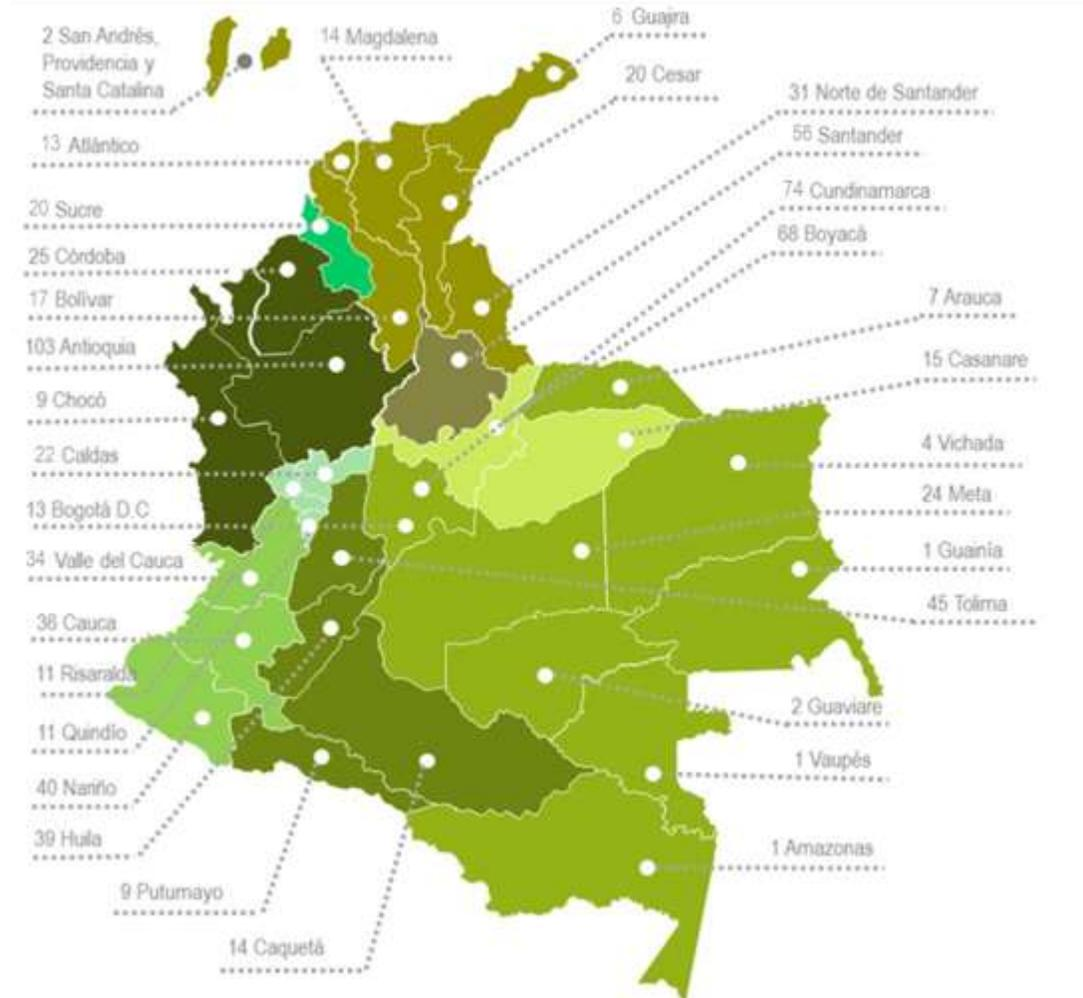 2 San Andrés,
Providencia y
Santa Catalina
14 Magdalena
6 Guajira
20 Cesar
31 Norte de Santander
56 Santander
74 Cundinamarca
68 Boyacá
13 Atlántico
20 Sucre
25 Córdoba
17 Bolívar
103 Antioquia
9 Chocó
22 Caldas
13 Bogotá D.C
34 Valle del Cauca
36 Cauca
11 Risaralda
11 Quindío
40 Nariño
39 Huila
9 Putumayo
14 Caquetá
7 Arauca
15 Casanare
4 Vichada
24 Meta
1 Guainía
45 Tolima
2 Guaviare
1 Vaupés
1 Amazonas